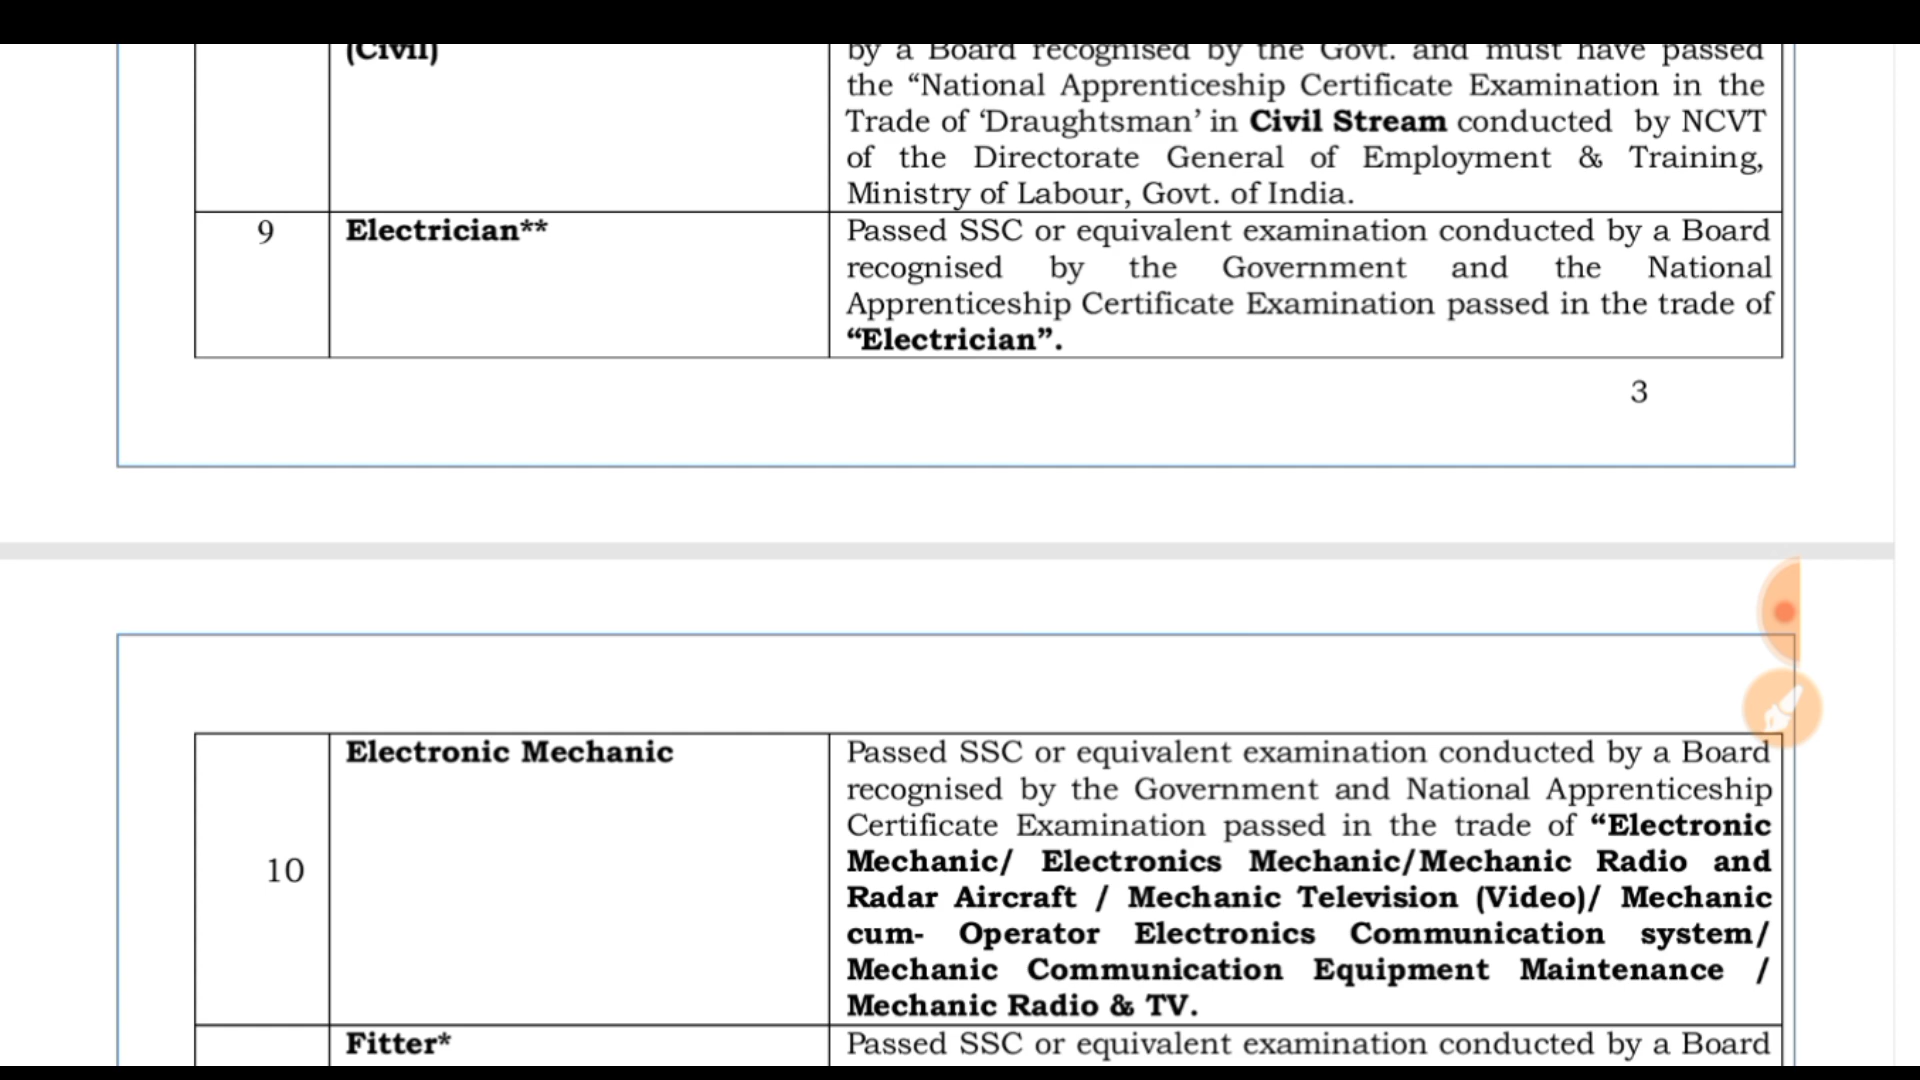 (Civil)
by a Board recognised by the Govt. and must have passed
the “National Apprenticeship Certificate Examination in the
Trade of ‘Draughtsman’ in Civil Stream conducted by NCVT
of the Directorate General of Employment & Training,
Ministry of Labour, Govt. of India.
9
Electrician**
Passed SSC or equivalent examination conducted by a Board
recognised by the Government and the National
Apprenticeship Certificate Examination passed in the trade of
“Electrician”.
3
10
Electronic Mechanic
Passed SSC or equivalent examination conducted by a Board
recognised by the Government and National Apprenticeship
Certificate Examination passed in the trade of “Electronic
Mechanic/ Electronics Mechanic/Mechanic Radio and
Radar Aircraft / Mechanic Television (Video)/ Mechanic
cum- Operator Electronics Communication system/
Mechanic Communication Equipment Maintenance /
Mechanic Radio & TV.
Fitter*
Passed SSC or equivalent examination conducted by a Board